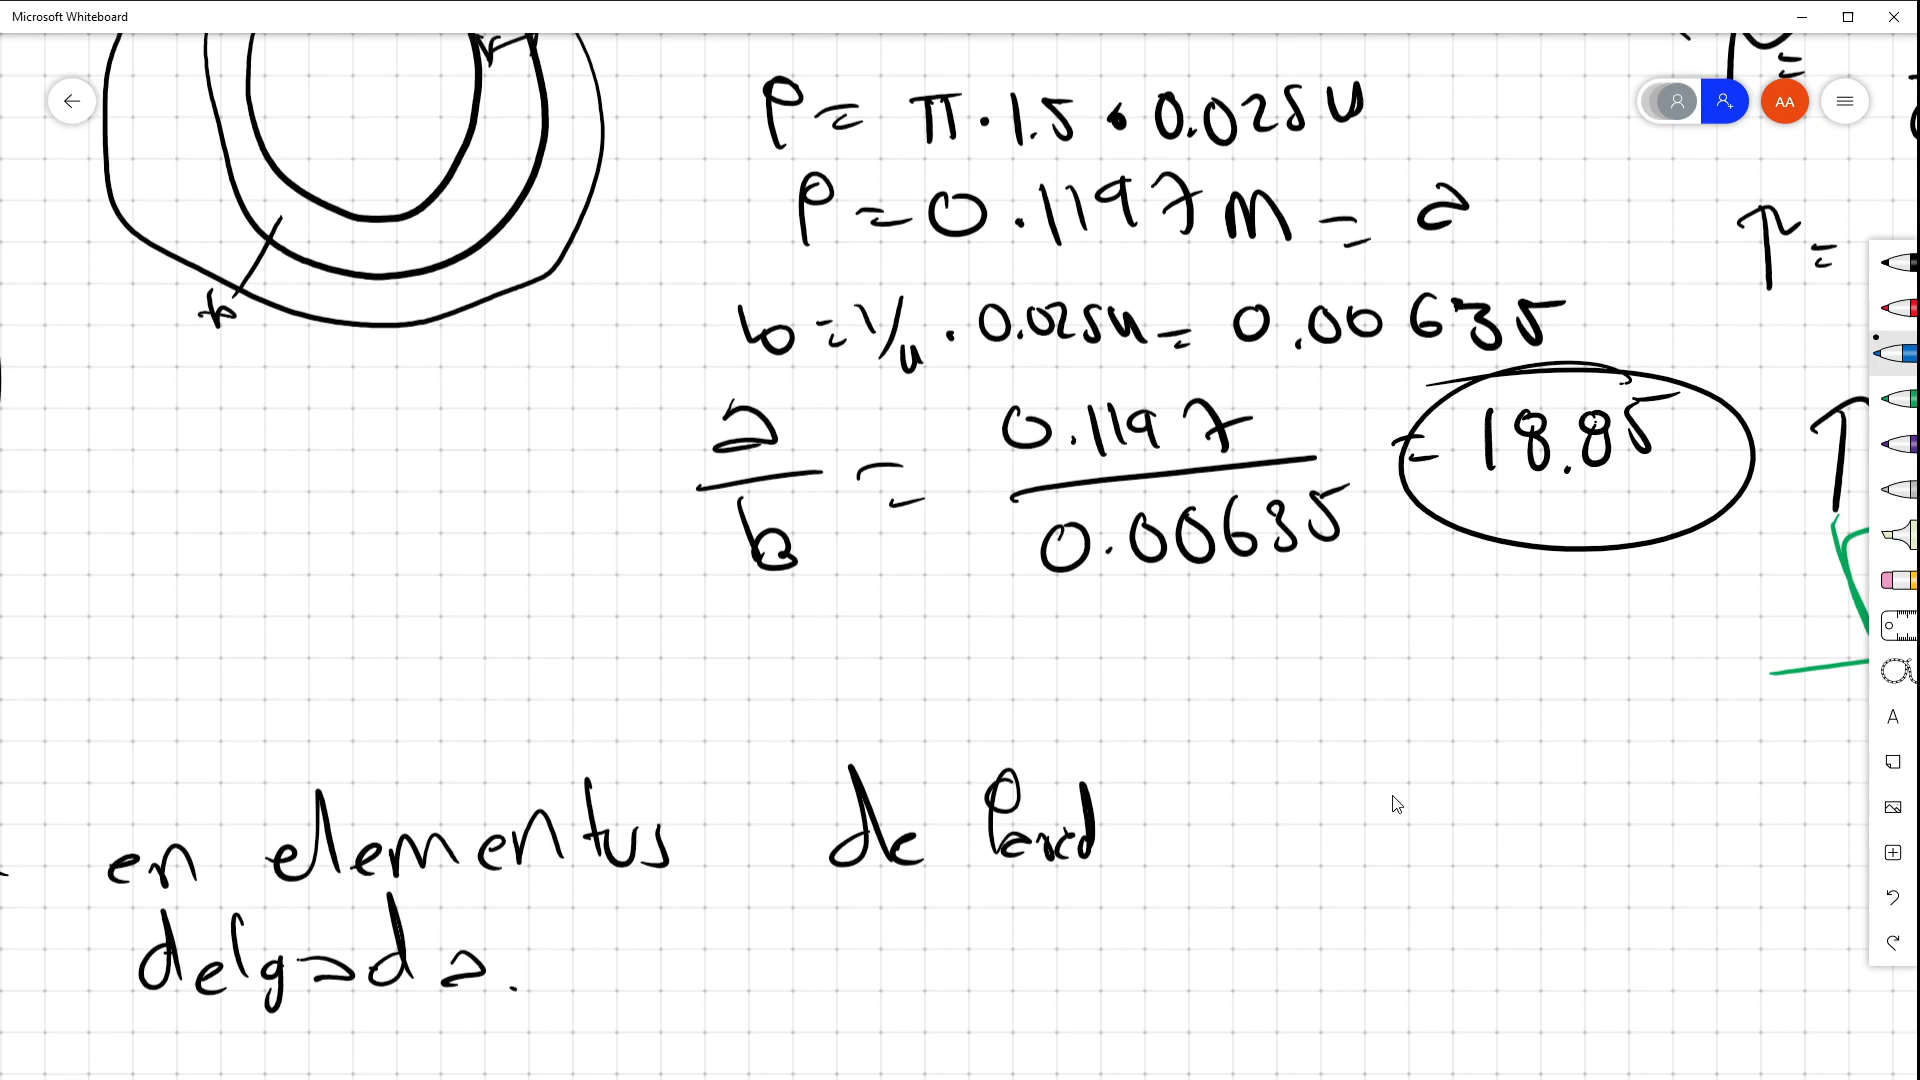 Microsoft Whiteboard
P = π · 1.5 · 0.0254
AA
P = 0.1197 m = a
b = 1/4 · 0.0254 = 0.00635
b
a/b = 0.1197/0.00635 = 18.85
A
en elementos de Pared
delgada.